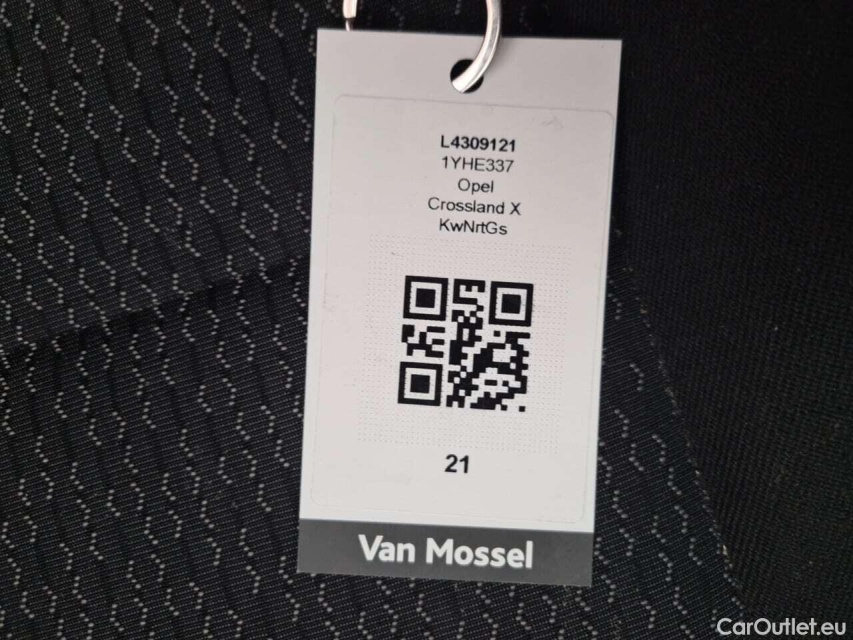 L4309121
1YHE337
Opel
Crossland X
KwNrtGs
21
Van Mossel
CarOutlet.eu